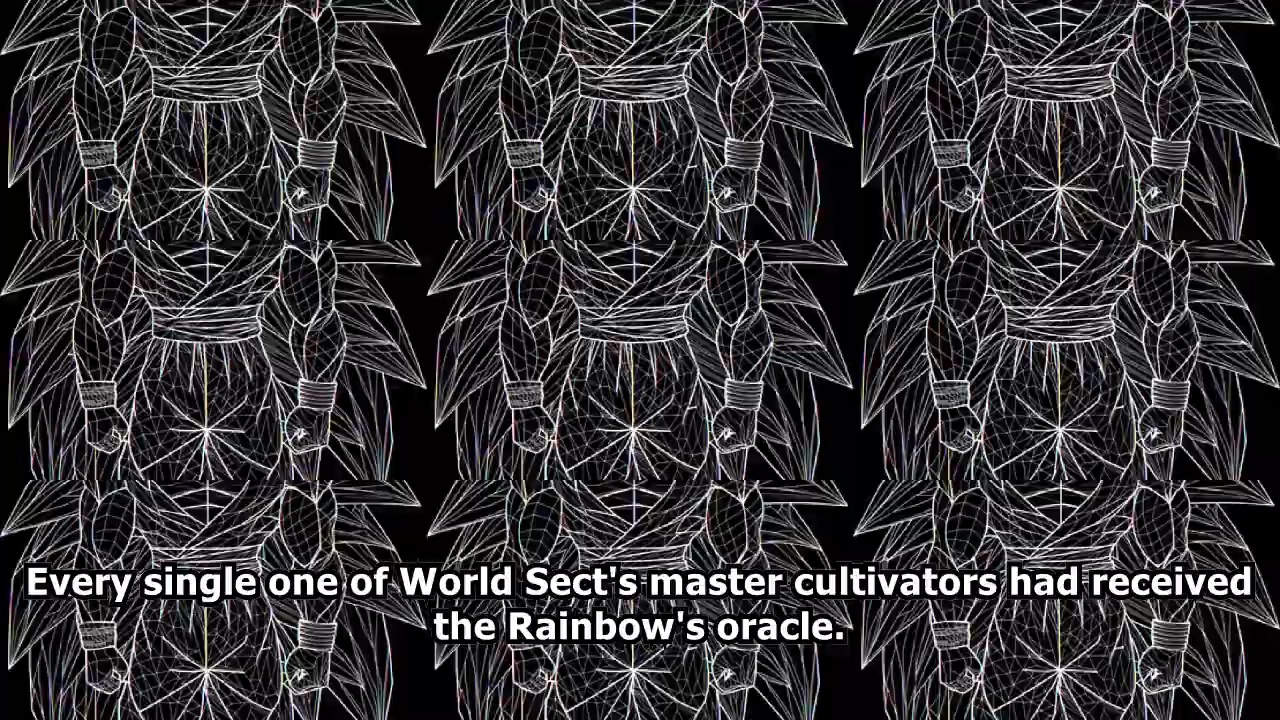 Every single one of World Sect's master cultivators had received
the Rainbow's oracle.